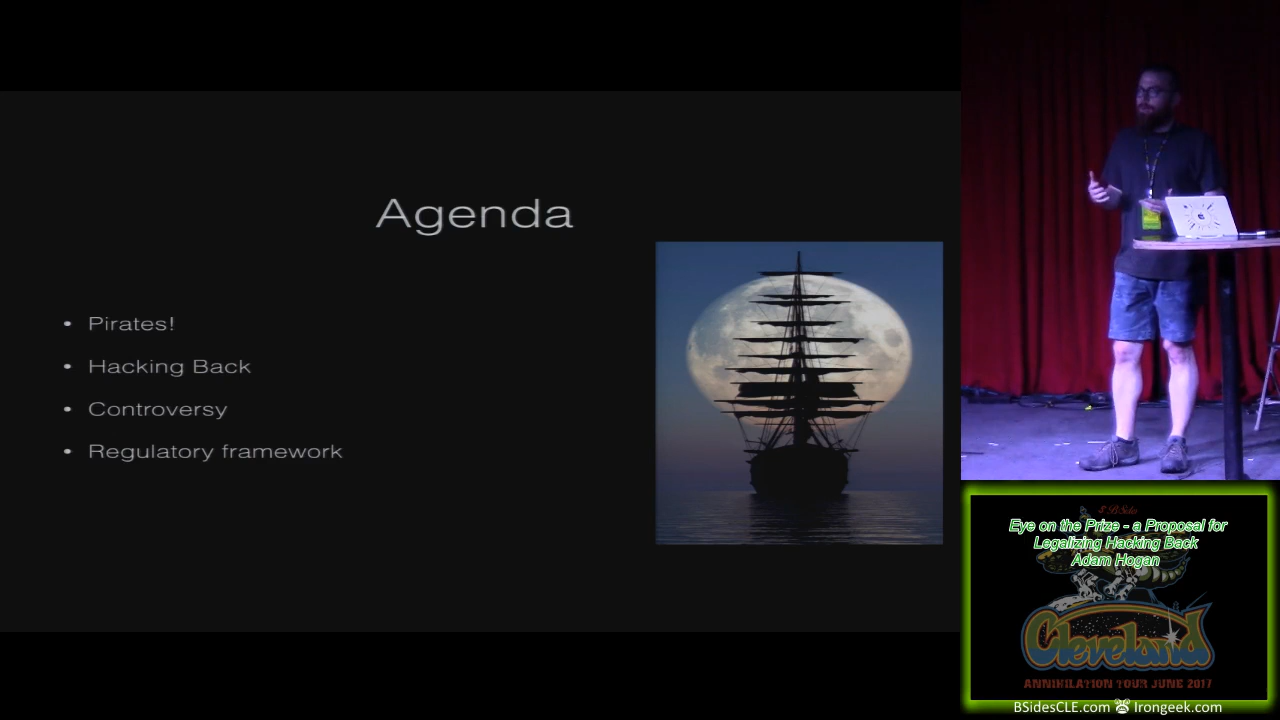 Agenda
• Pirates!
• Hacking Back
• Controversy
• Regulatory framework
Eye on the Prize - a Proposal for
Legalizing Hacking Back
Adam Hogan
Cleveland
ANNIHILATION TOUR JUNE 2017
BSidesCLE.com Irongeek.com